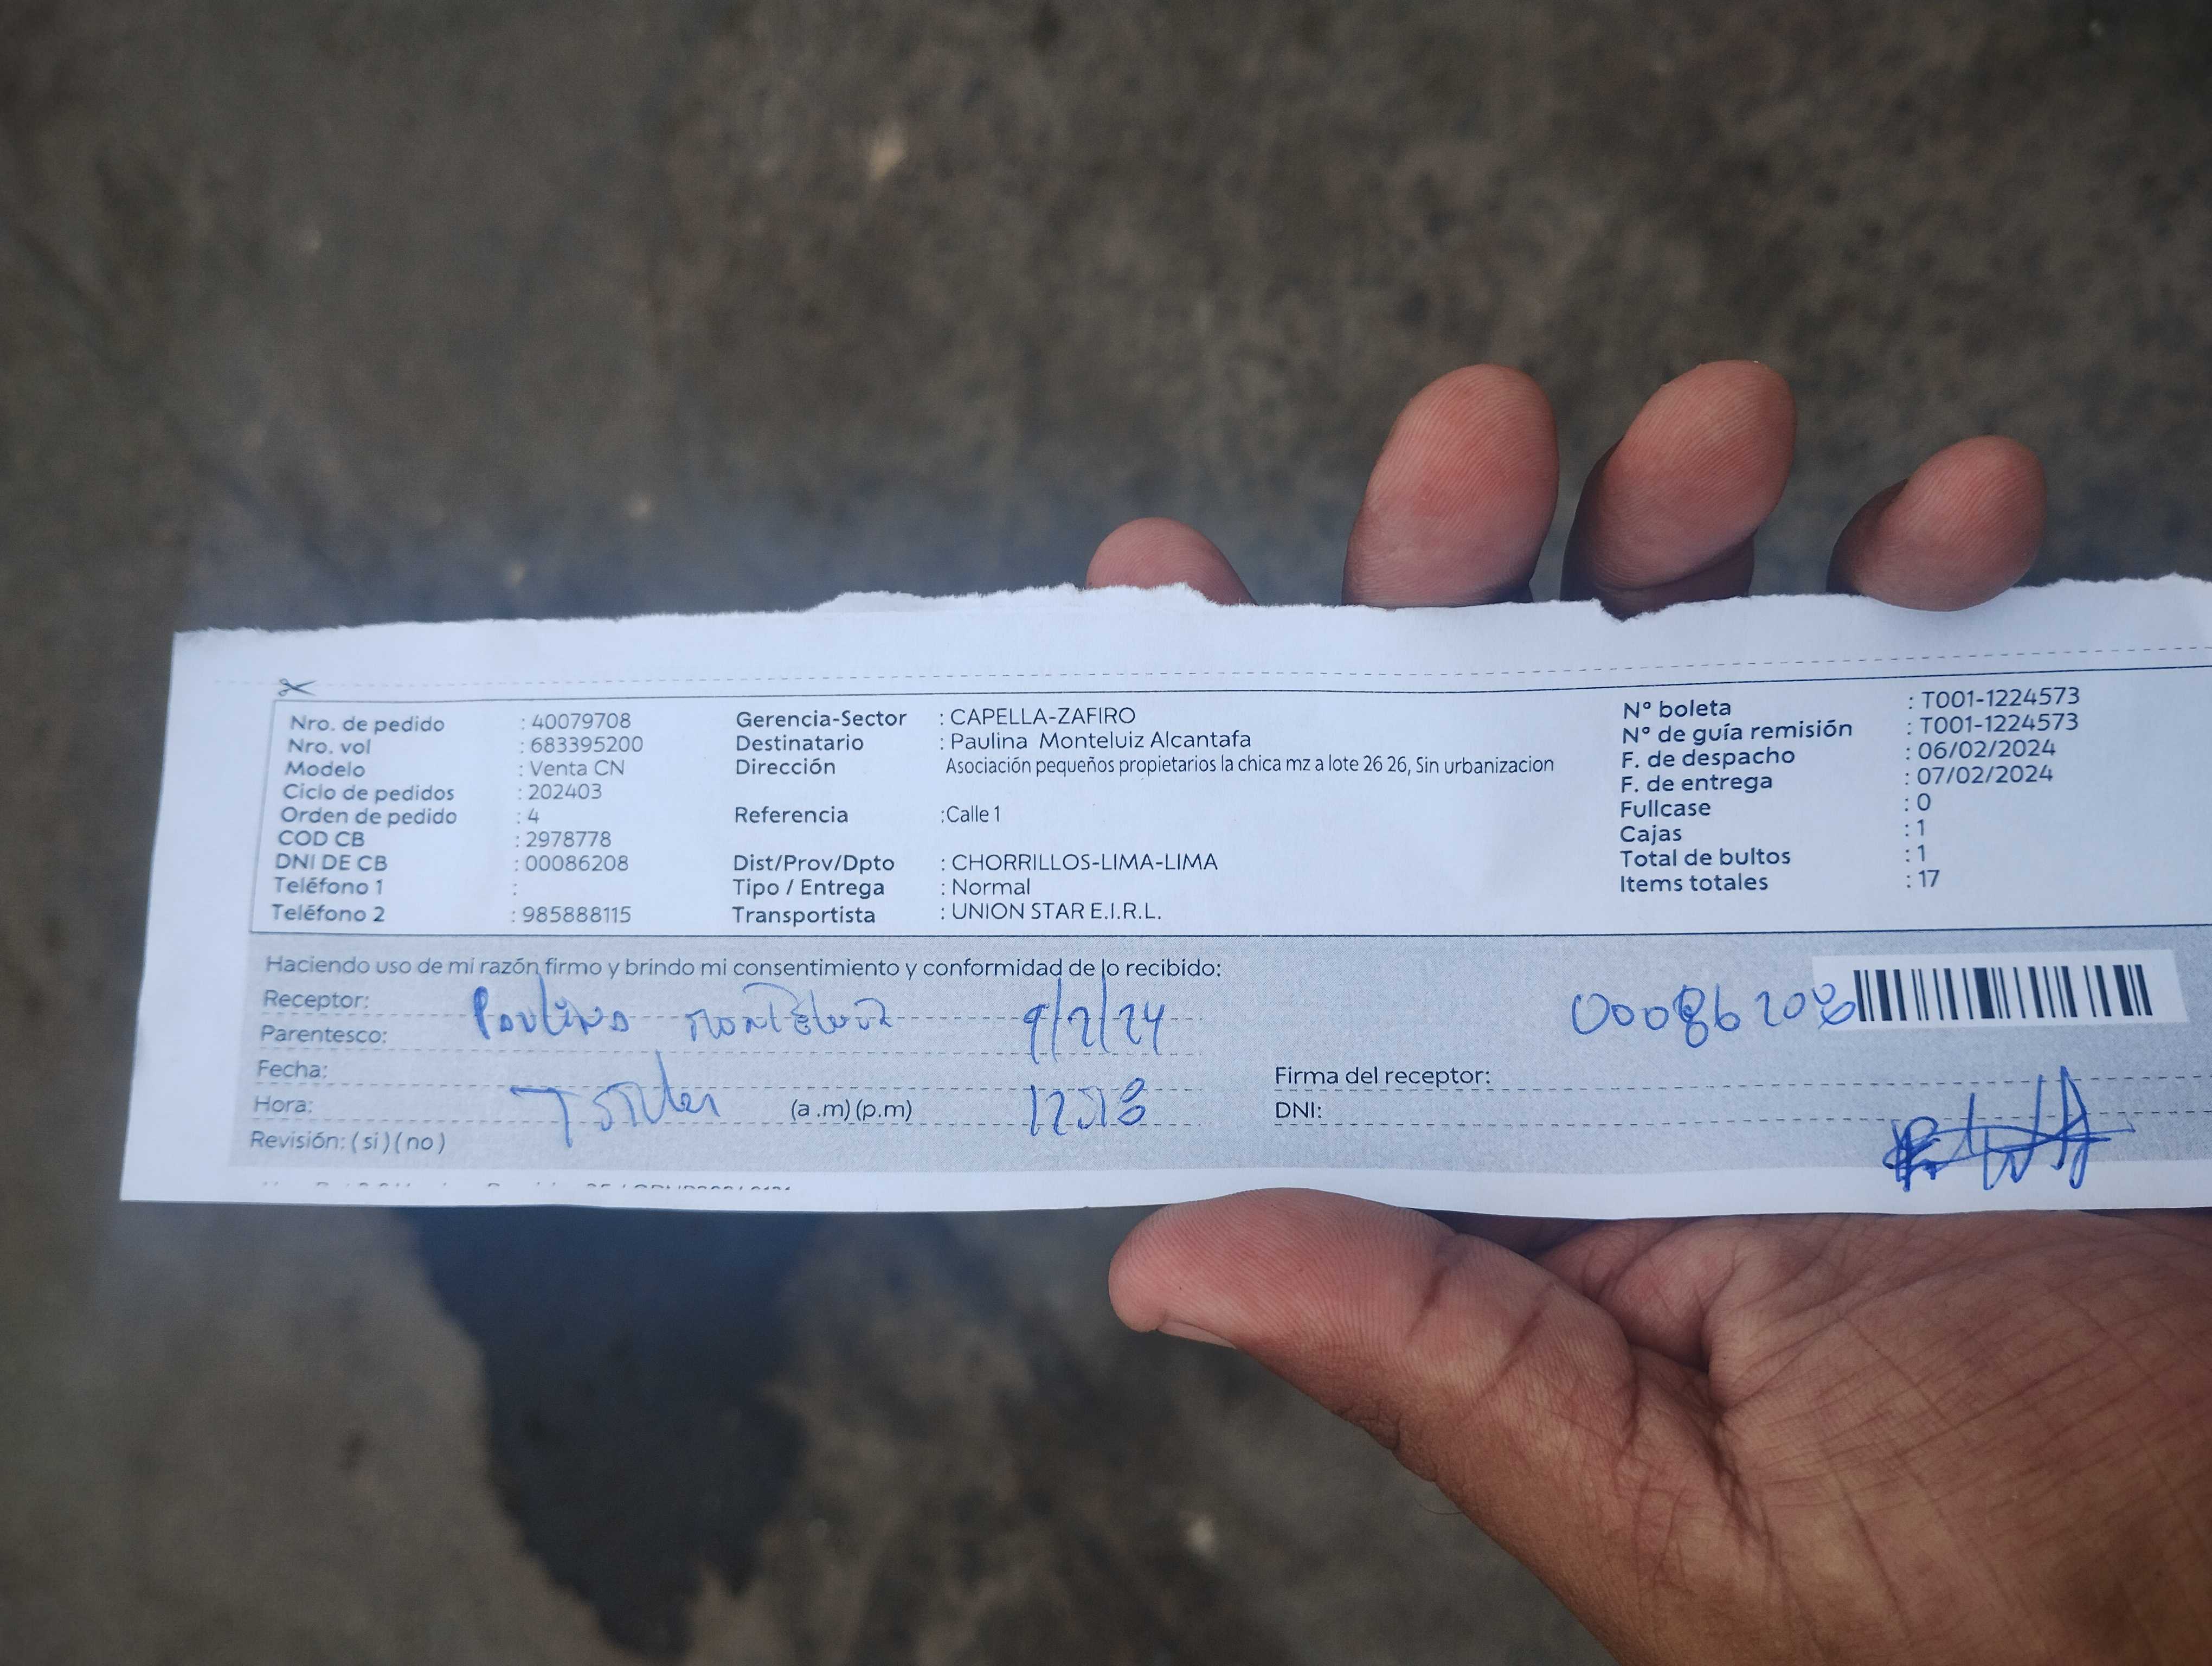 Nro. de pedido : 40079708
Nro. vol : 683395200
Modelo : Venta CN
Ciclo de pedidos : 202403
Orden de pedido : 4
COD CB : 2978778
DNI DE CB : 00086208
Teléfono 1 :
Teléfono 2 : 985888115
Gerencia-Sector : CAPELLA-ZAFIRO
Destinatario : Paulina Monteluiz Alcantafa
Dirección Asociación pequeños propietarios la chica mz a lote 26 26, Sin urbanizacion
Referencia :Calle 1
Dist/Prov/Dpto : CHORRILLOS-LIMA-LIMA
Tipo / Entrega : Normal
Transportista : UNION STAR E.I.R.L.
Nº boleta : T001-1224573
Nº de guía remisión : T001-1224573
F. de despacho : 06/02/2024
F. de entrega : 07/02/2024
Fullcase : 0
Cajas : 1
Total de bultos : 1
Items totales : 17
Haciendo uso de mi razón firmo y brindo mi consentimiento y conformidad de lo recibido:
Receptor: Paulina Monteluiz 9/2/24
Parentesco:
Fecha:
Hora: (a .m) (p.m)
Revisión: ( si ) ( no )
00086208
Firma del receptor:
DNI: